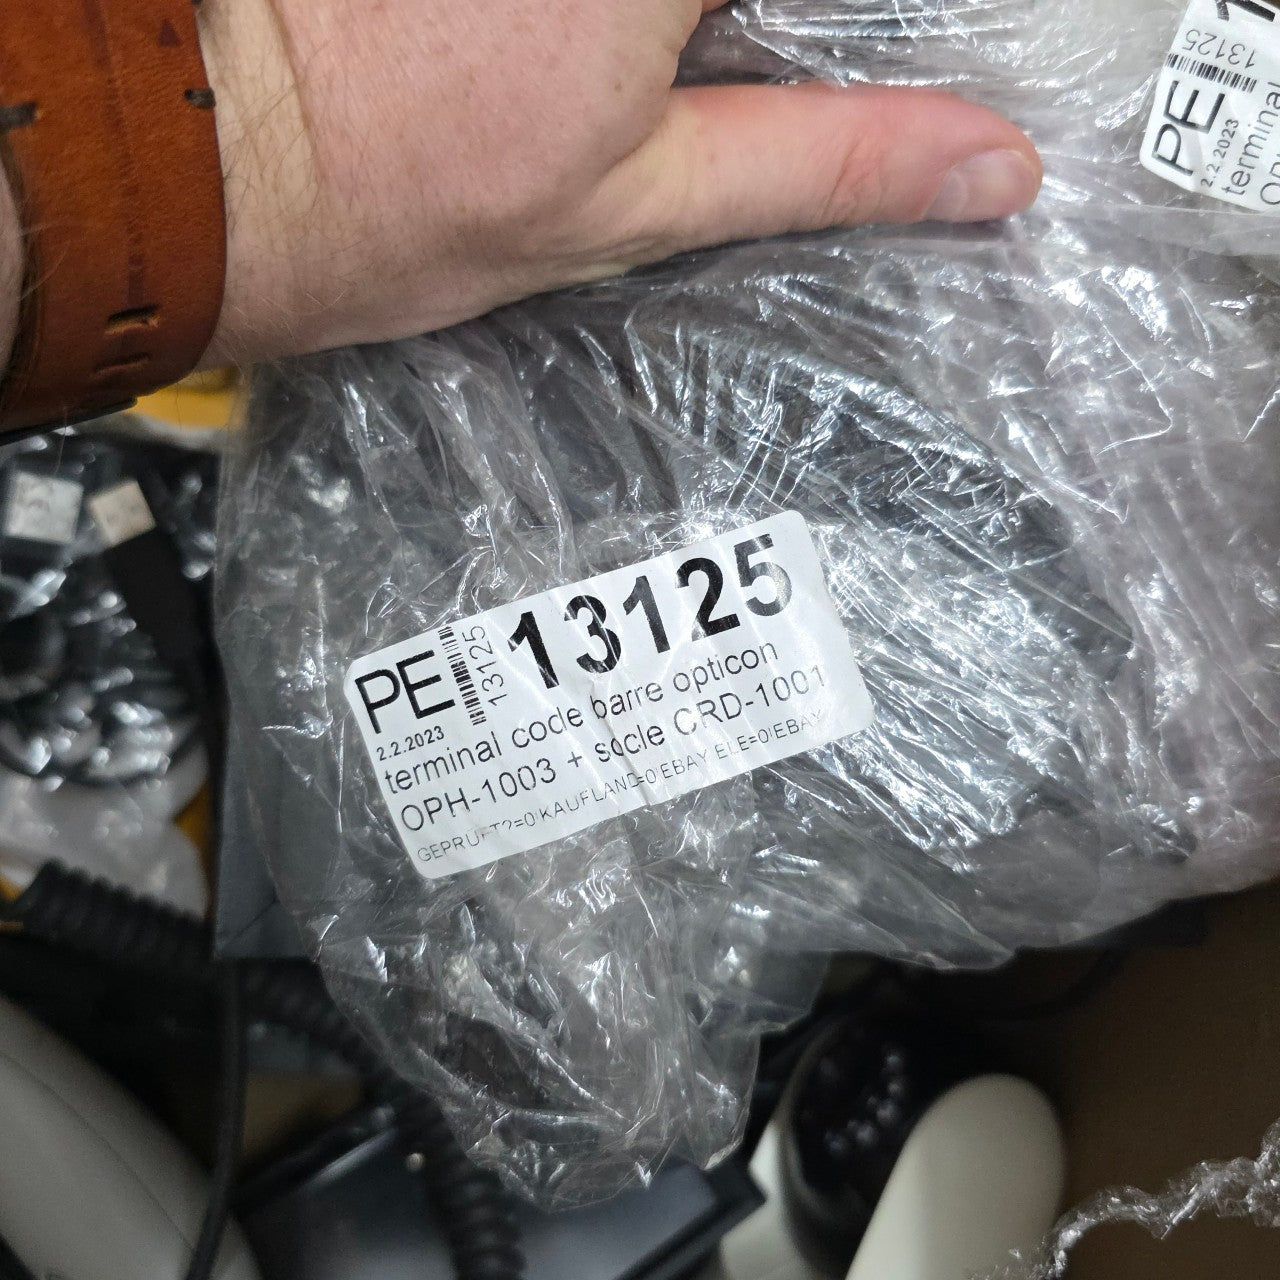 13125
PE
13125
2.2.2023
terminal code barre opticon
OPH-1003 + socle CRD-1001
GEPRUFT?=0!KAUFLAND=0!EBAY ELE=0!EBAY
13125
PE
2.2.2023
terminal